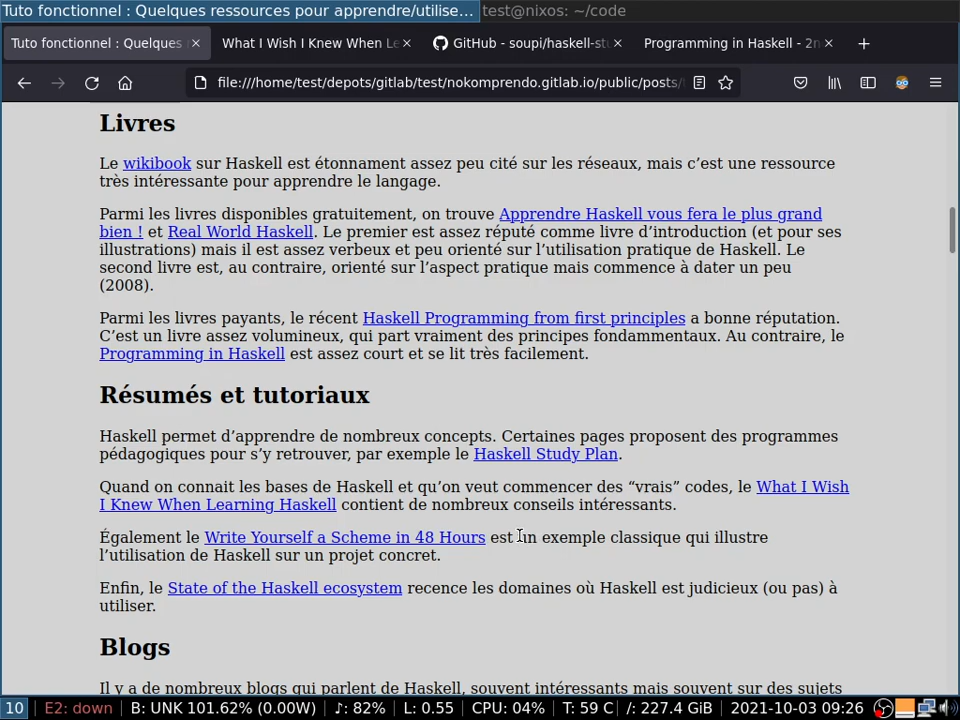 Tuto fonctionnel : Quelques ressources pour apprendre/utilise... test@nixos: ~/code
Tuto fonctionnel : Quelques What I Wish I Knew When Le GitHub - soupi/haskell-stu Programming in Haskell - 2n
file:///home/test/depots/gitlab/test/nokomprendo.gitlab.io/public/posts/
Livres
Le wikibook sur Haskell est étonnament assez peu cité sur les réseaux, mais c’est une ressource
très intéressante pour apprendre le langage.
Parmi les livres disponibles gratuitement, on trouve Apprendre Haskell vous fera le plus grand
bien ! et Real World Haskell. Le premier est assez réputé comme livre d’introduction (et pour ses
illustrations) mais il est assez verbeux et peu orienté sur l’utilisation pratique de Haskell. Le
second livre est, au contraire, orienté sur l’aspect pratique mais commence à dater un peu
(2008).
Parmi les livres payants, le récent Haskell Programming from first principles a bonne réputation.
C’est un livre assez volumineux, qui part vraiment des principes fondammentaux. Au contraire, le
Programming in Haskell est assez court et se lit très facilement.
Résumés et tutoriaux
Haskell permet d’apprendre de nombreux concepts. Certaines pages proposent des programmes
pédagogiques pour s’y retrouver, par exemple le Haskell Study Plan.
Quand on connait les bases de Haskell et qu’on veut commencer des “vrais” codes, le What I Wish
I Knew When Learning Haskell contient de nombreux conseils intéressants.
Également le Write Yourself a Scheme in 48 Hours est un exemple classique qui illustre
l’utilisation de Haskell sur un projet concret.
Enfin, le State of the Haskell ecosystem recence les domaines où Haskell est judicieux (ou pas) à
utiliser.
Blogs
Il y a de nombreux blogs qui parlent de Haskell, souvent intéressants mais souvent sur des sujets
10 E2: down B: UNK 101.62% (0.00W) ♪: 82% L: 0.55 CPU: 04% T: 59 C /: 227.4 GiB 2021-10-03 09:26